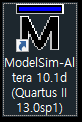 M
ModelSim-Al
tera 10.1d
(Quartus II
13.0sp1)